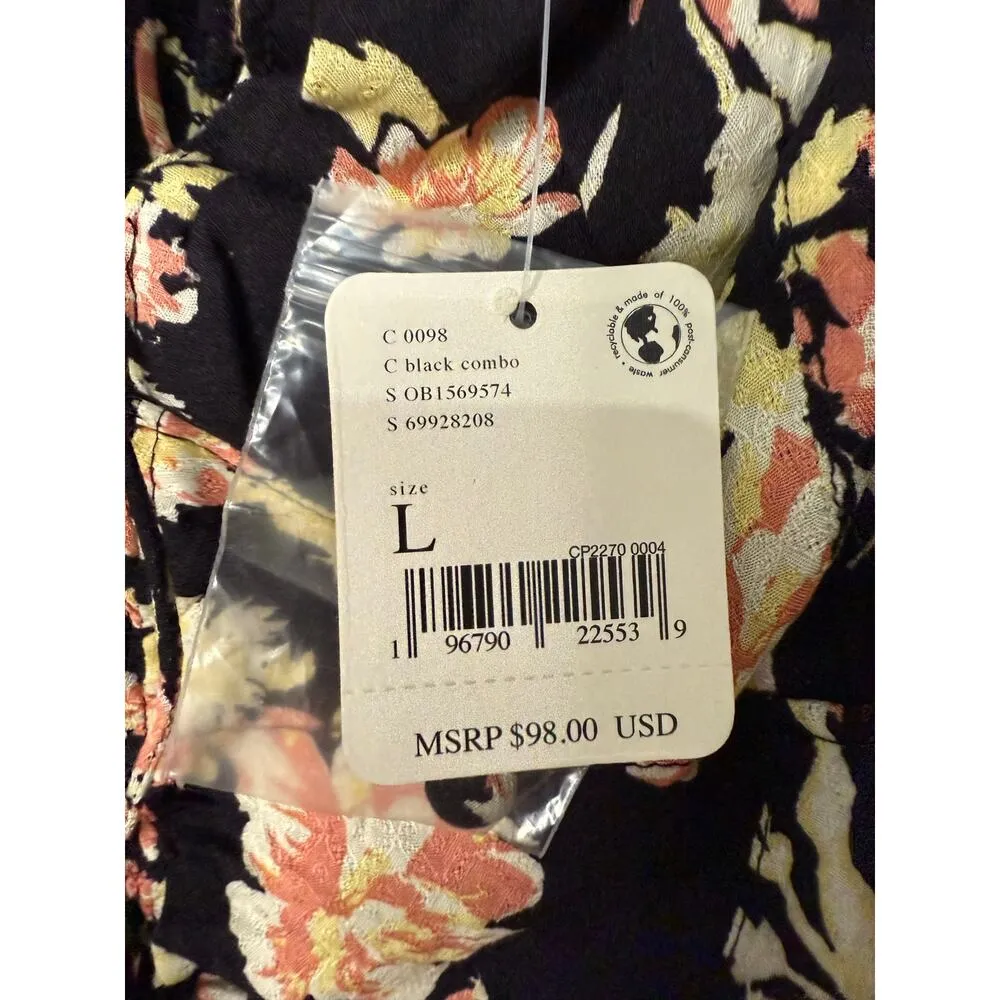 C 0098
C black combo
S OB1569574
S 69928208
recyclable & made of 100% post-consumer waste •
size
L
CP2270 0004
1 96790 22553 9
MSRP $98.00 USD